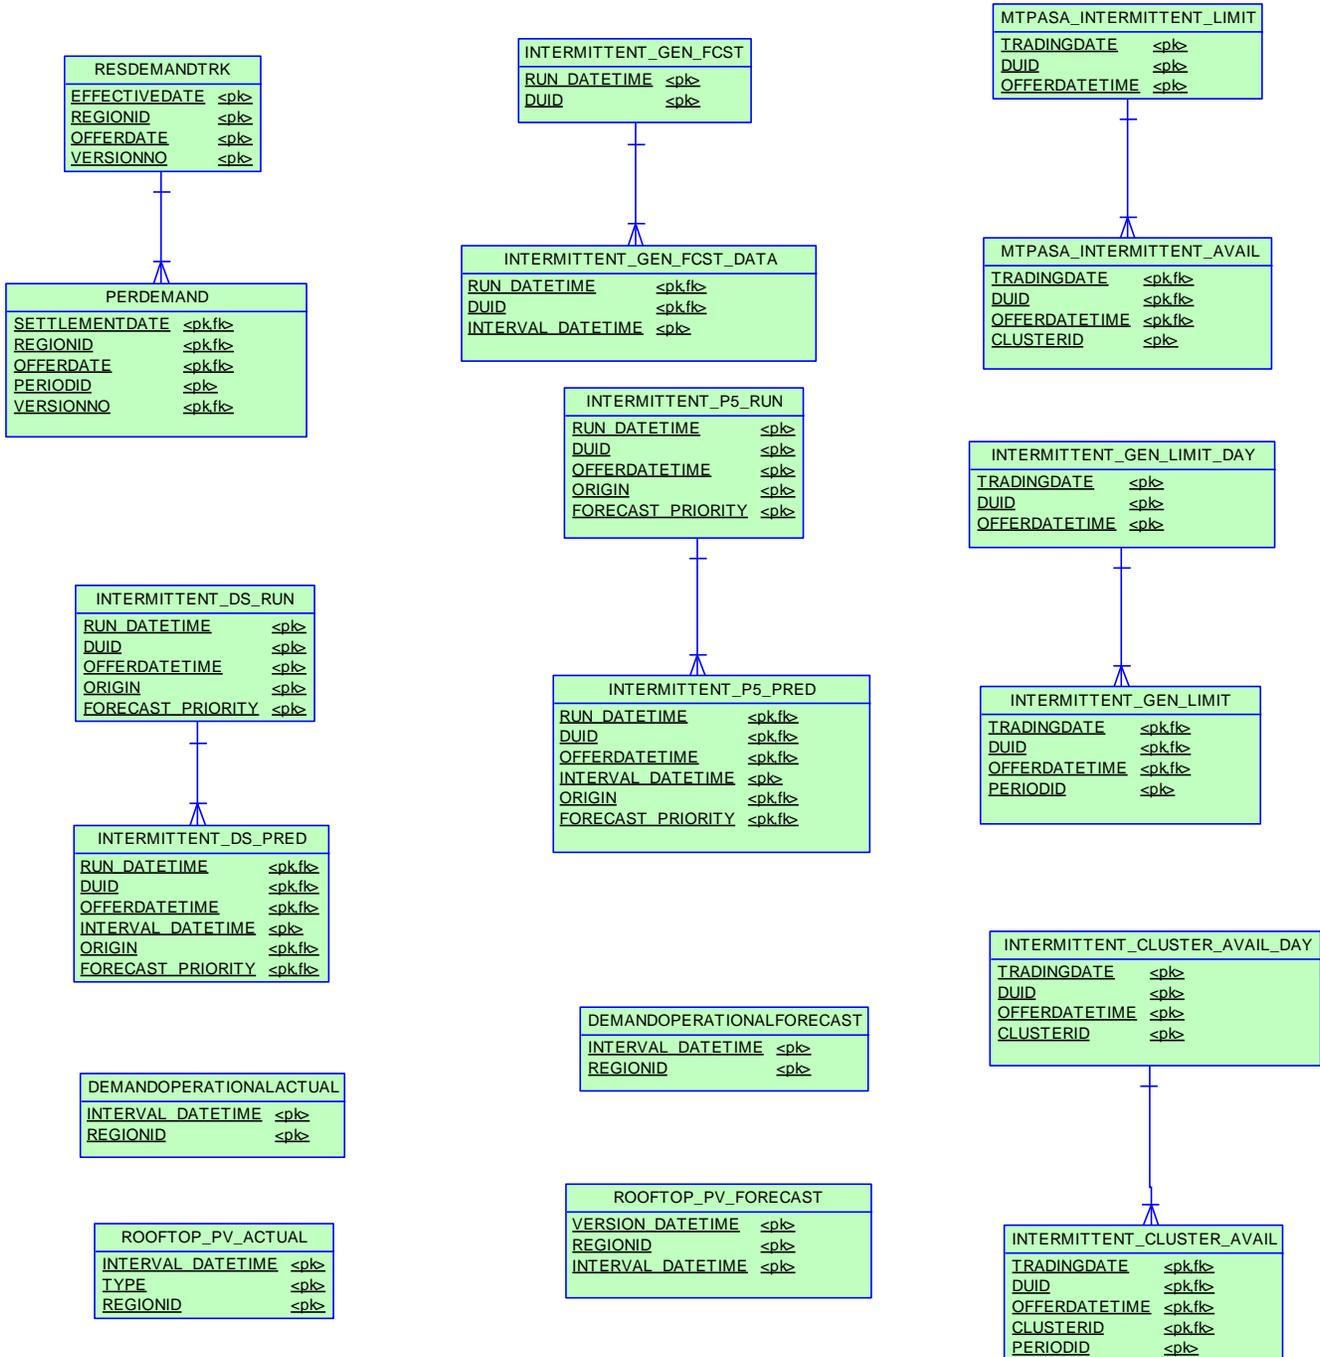 RESDEMANDTRK
EFFECTIVEDATE <pk>
REGIONID <pk>
OFFERDATE <pk>
VERSIONNO <pk>
PERDEMAND
SETTLEMENTDATE <pk,fk>
REGIONID <pk,fk>
OFFERDATE <pk,fk>
PERIODID <pk>
VERSIONNO <pk,fk>
INTERMITTENT_DS_RUN
RUN_DATETIME <pk>
DUID <pk>
OFFERDATETIME <pk>
ORIGIN <pk>
FORECAST_PRIORITY <pk>
INTERMITTENT_DS_PRED
RUN_DATETIME <pk,fk>
DUID <pk,fk>
OFFERDATETIME <pk,fk>
INTERVAL_DATETIME <pk>
ORIGIN <pk,fk>
FORECAST_PRIORITY <pk,fk>
DEMANDOPERATIONALACTUAL
INTERVAL_DATETIME <pk>
REGIONID <pk>
ROOFTOP_PV_ACTUAL
INTERVAL_DATETIME <pk>
TYPE <pk>
REGIONID <pk>
INTERMITTENT_GEN_FCST
RUN_DATETIME <pk>
DUID <pk>
INTERMITTENT_GEN_FCST_DATA
RUN_DATETIME <pk,fk>
DUID <pk,fk>
INTERVAL_DATETIME <pk>
INTERMITTENT_P5_RUN
RUN_DATETIME <pk>
DUID <pk>
OFFERDATETIME <pk>
ORIGIN <pk>
FORECAST_PRIORITY <pk>
INTERMITTENT_P5_PRED
RUN_DATETIME <pk,fk>
DUID <pk,fk>
OFFERDATETIME <pk,fk>
INTERVAL_DATETIME <pk>
ORIGIN <pk,fk>
FORECAST_PRIORITY <pk,fk>
DEMANDOPERATIONALFORECAST
INTERVAL_DATETIME <pk>
REGIONID <pk>
ROOFTOP_PV_FORECAST
VERSION_DATETIME <pk>
REGIONID <pk>
INTERVAL_DATETIME <pk>
MTPASA_INTERMITTENT_LIMIT
TRADINGDATE <pk>
DUID <pk>
OFFERDATETIME <pk>
MTPASA_INTERMITTENT_AVAIL
TRADINGDATE <pk,fk>
DUID <pk,fk>
OFFERDATETIME <pk,fk>
CLUSTERID <pk>
INTERMITTENT_GEN_LIMIT_DAY
TRADINGDATE <pk>
DUID <pk>
OFFERDATETIME <pk>
INTERMITTENT_GEN_LIMIT
TRADINGDATE <pk,fk>
DUID <pk,fk>
OFFERDATETIME <pk,fk>
PERIODID <pk>
INTERMITTENT_CLUSTER_AVAIL_DAY
TRADINGDATE <pk>
DUID <pk>
OFFERDATETIME <pk>
CLUSTERID <pk>
INTERMITTENT_CLUSTER_AVAIL
TRADINGDATE <pk,fk>
DUID <pk,fk>
OFFERDATETIME <pk,fk>
CLUSTERID <pk,fk>
PERIODID <pk>